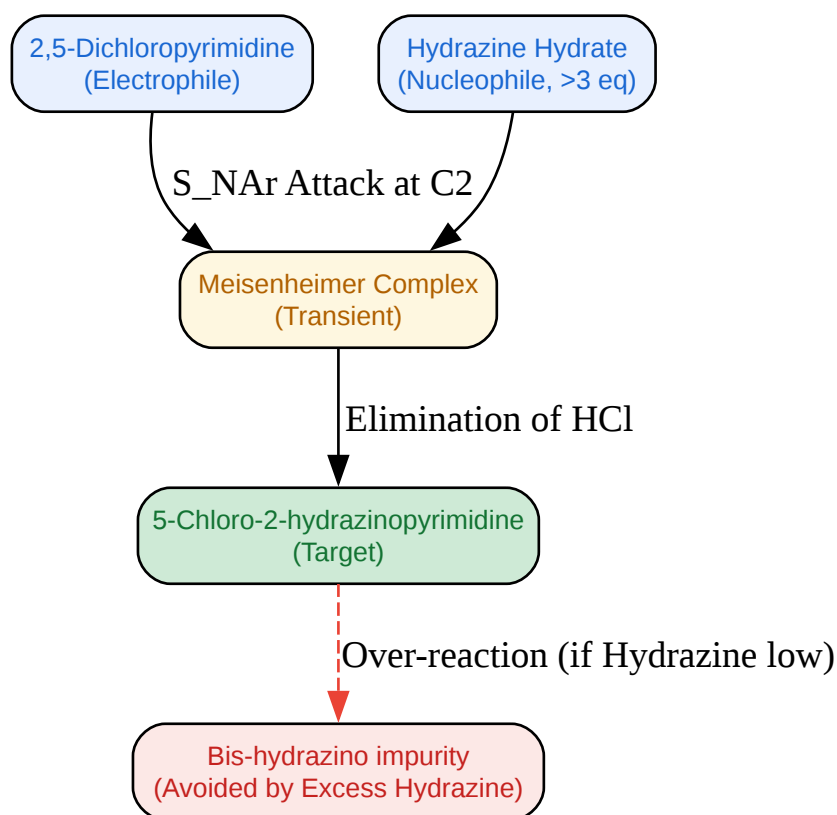 2,5-Dichloropyrimidine
(Electrophile)
Hydrazine Hydrate
(Nucleophile, >3 eq)
S_NAr Attack at C2
Meisenheimer Complex
(Transient)
Elimination of HCl
5-Chloro-2-hydrazinopyrimidine
(Target)
Over-reaction (if Hydrazine low)
Bis-hydrazino impurity
(Avoided by Excess Hydrazine)